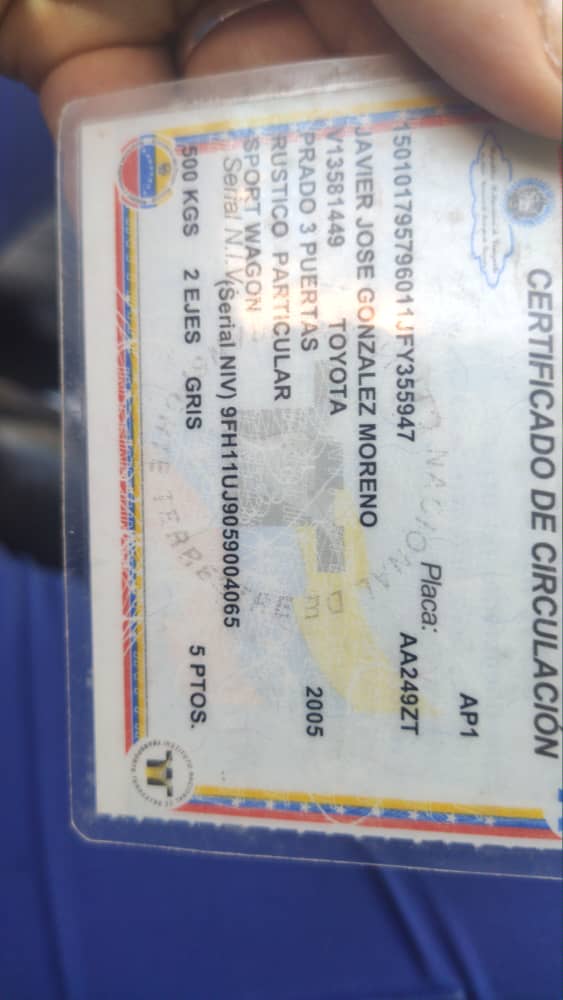 CERTIFICADO DE CIRCULACIÓN
AP1
Placa: AA249ZT
150101795796011JFY355947
JAVIER JOSE GONZALEZ MORENO
V13581449 TOYOTA
PRADO 3 PUERTAS 2005
RUSTICO PARTICULAR
SPORT WAGON
Serial N.I.V. (Serial NIV) 9FH11UJ9059004065
500 KGS 2 EJES GRIS 5 PTOS.